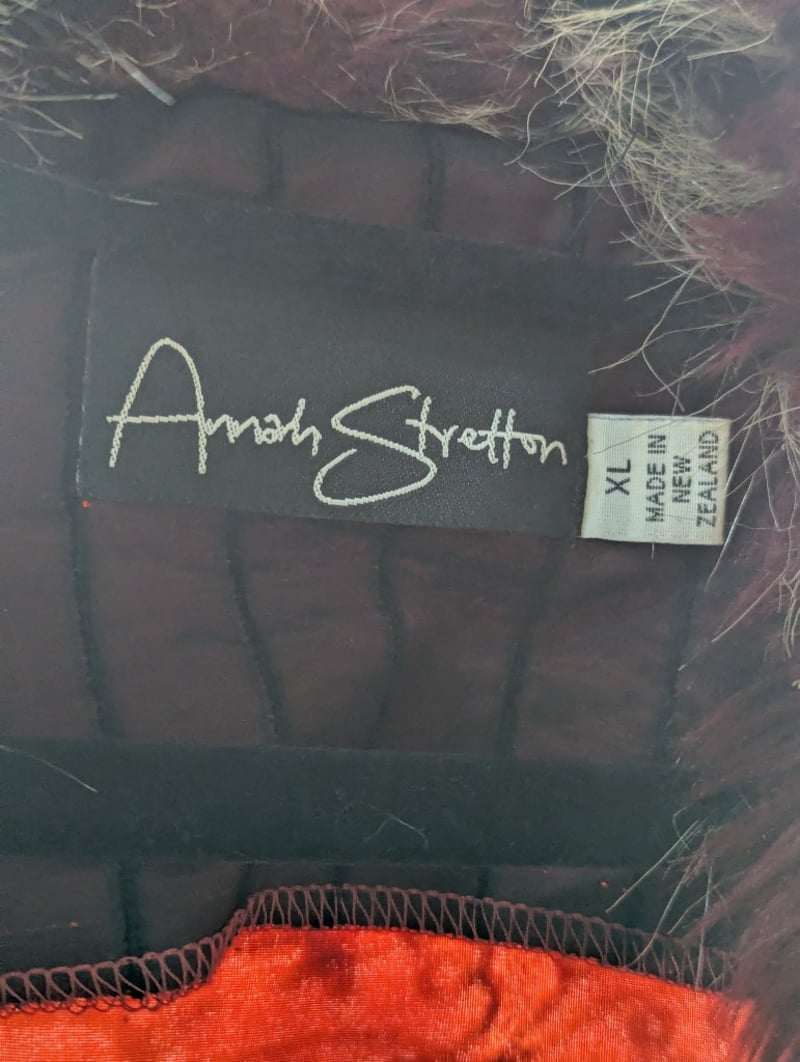 Annah Stretton
XL
MADE IN
NEW
ZEALAND